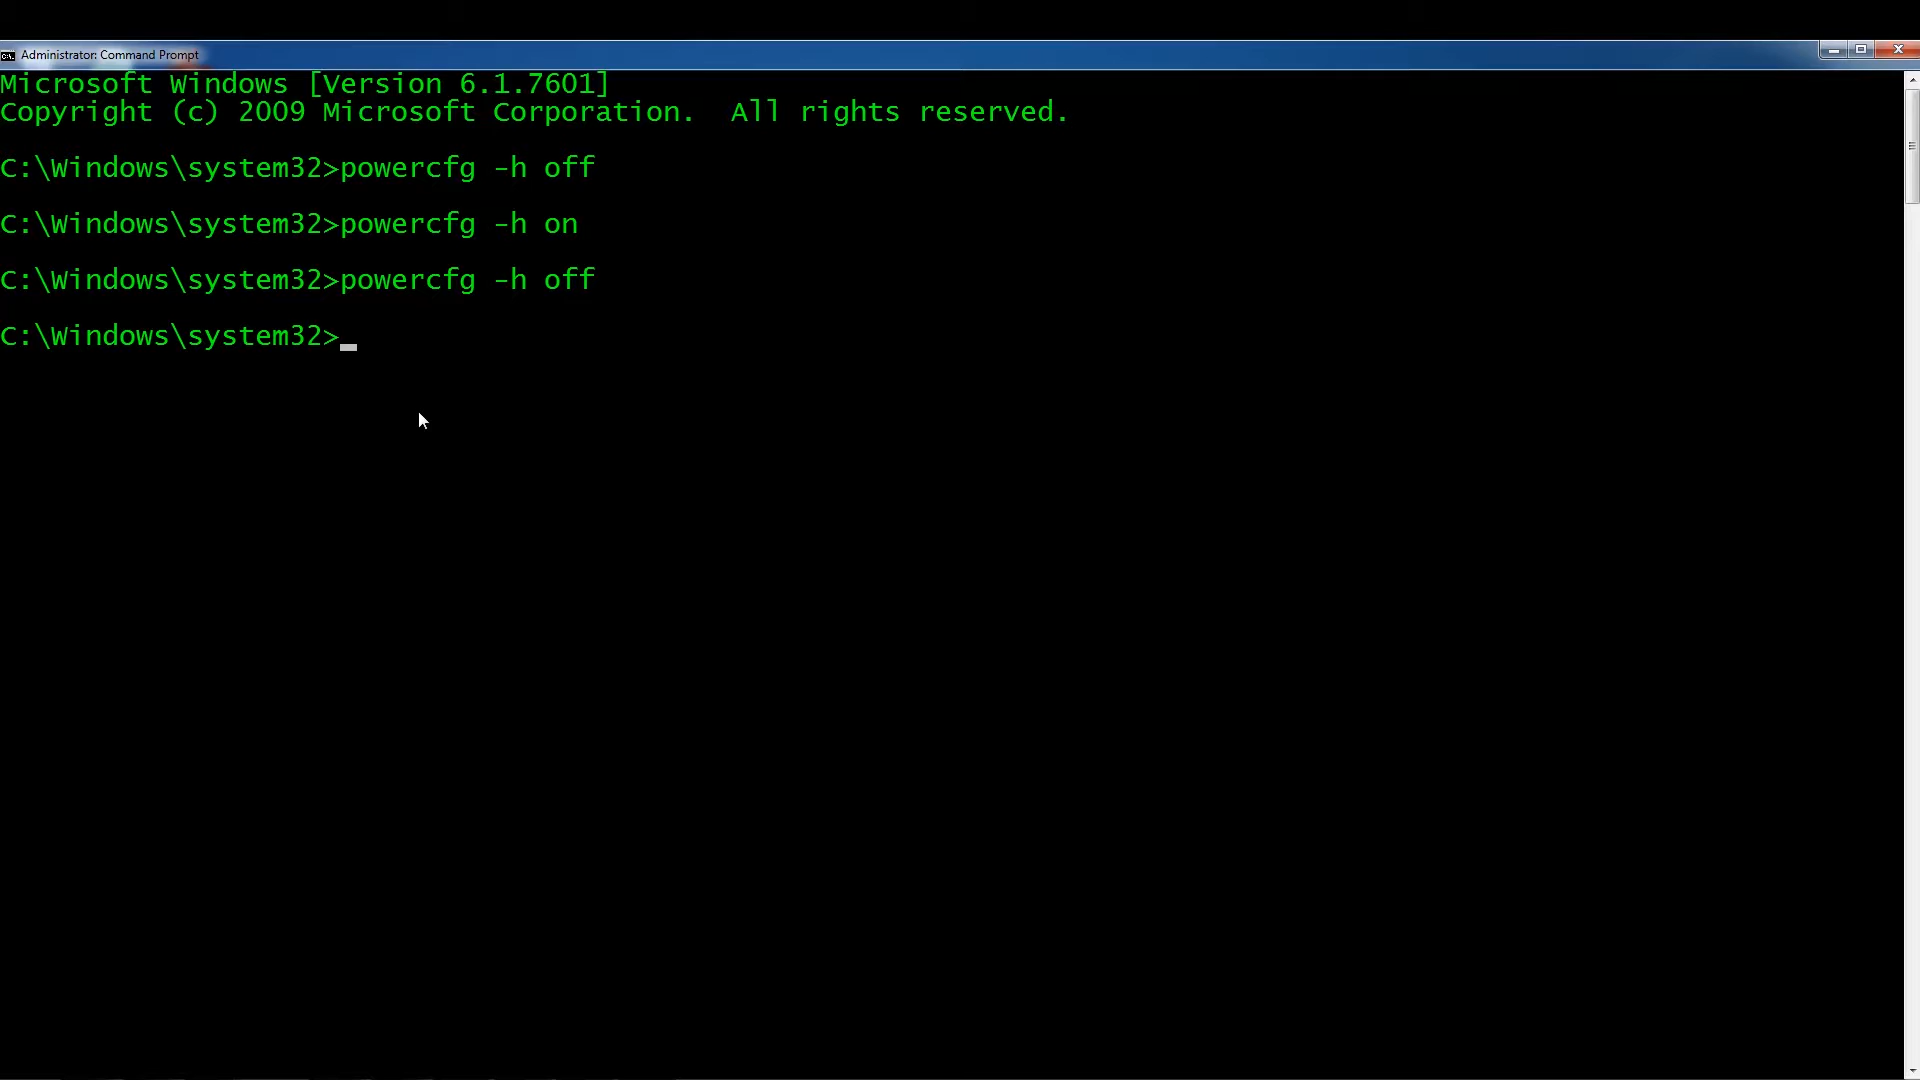 Administrator: Command Prompt
Microsoft Windows [Version 6.1.7601]
Copyright (c) 2009 Microsoft Corporation.  All rights reserved.
C:\Windows\system32>powercfg -h off
C:\Windows\system32>powercfg -h on
C:\Windows\system32>powercfg -h off
C:\Windows\system32>